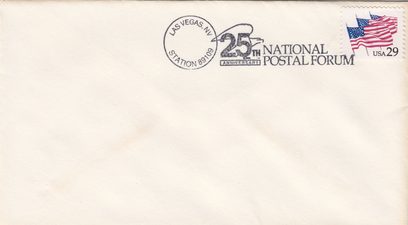 LAS VEGAS, NV
STATION 89109
25TH
ANNIVERSARY
NATIONAL
POSTAL FORUM
USA 29